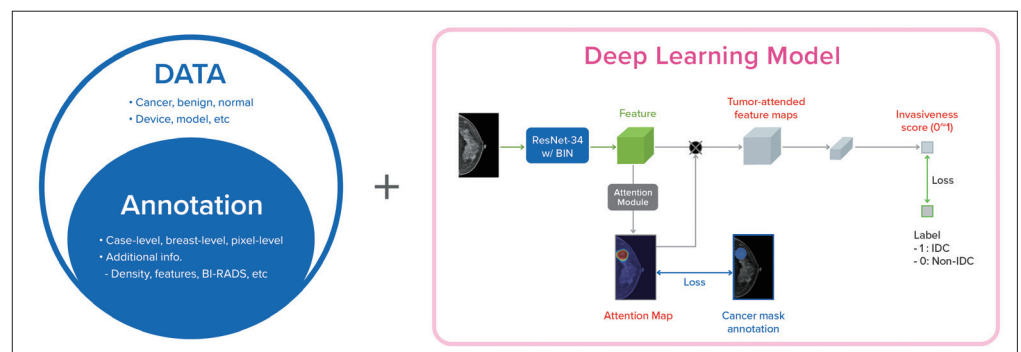 DATA
• Cancer, benign, normal
• Device, model, etc
Annotation
• Case-level, breast-level, pixel-level
• Additional info.
- Density, features, BI-RADS, etc
+
Deep Learning Model
Feature
Tumor-attended
feature maps
Invasiveness
score (0~1)
ResNet-34
w/ BIN
Attention
Module
Loss
Label
- 1: IDC
- 0: Non-IDC
Loss
Attention Map
Cancer mask
annotation